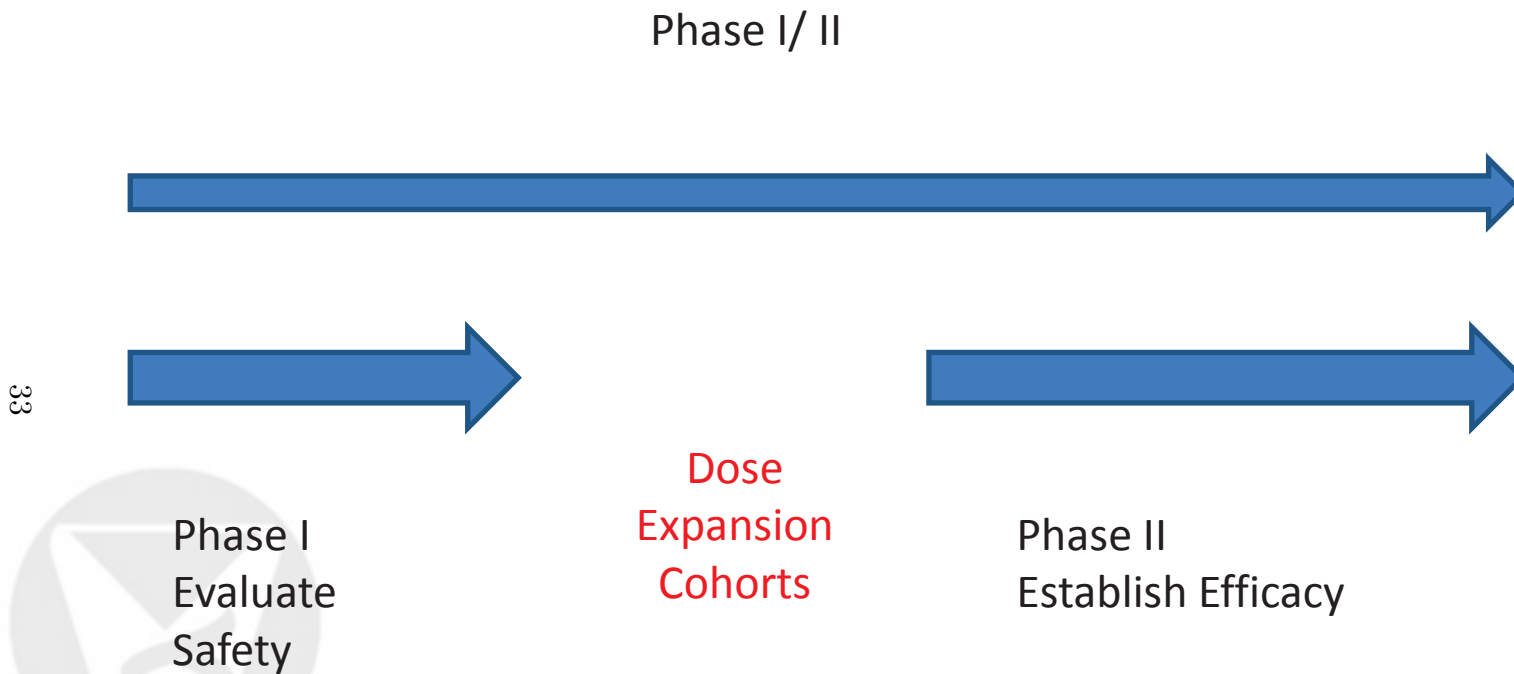 Phase I/ II
33
Dose
Expansion
Cohorts
Phase I
Evaluate
Safety
Phase II
Establish Efficacy